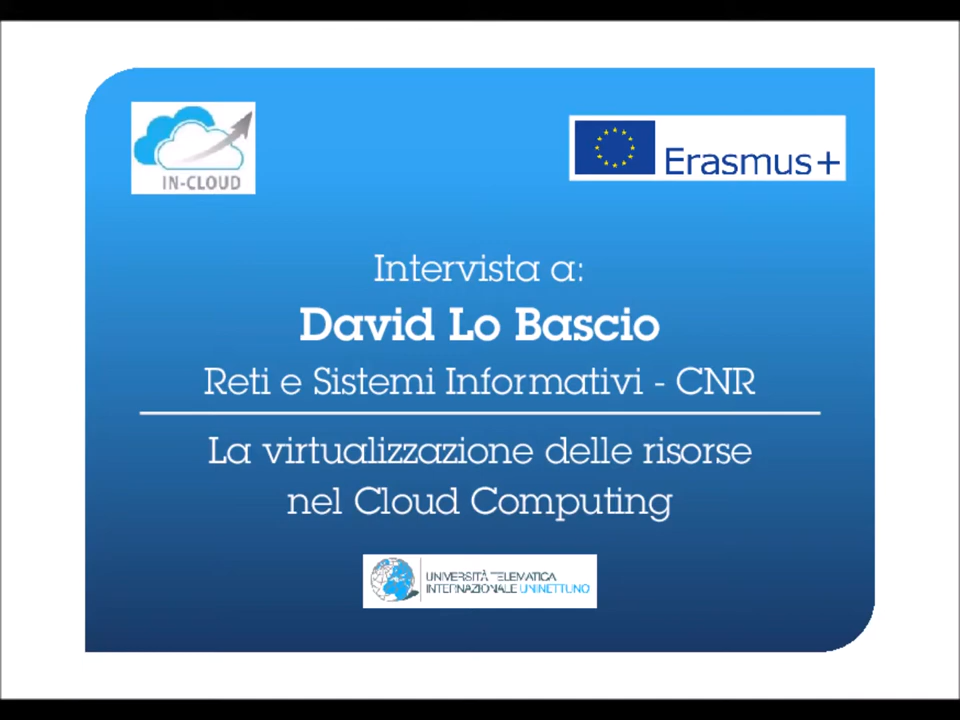 IN-CLOUD
Erasmus+
Intervista a:
David Lo Bascio
Reti e Sistemi Informativi - CNR
La virtualizzazione delle risorse
nel Cloud Computing
UNIVERSITÀ TELEMATICA
INTERNAZIONALE UNINETTUNO